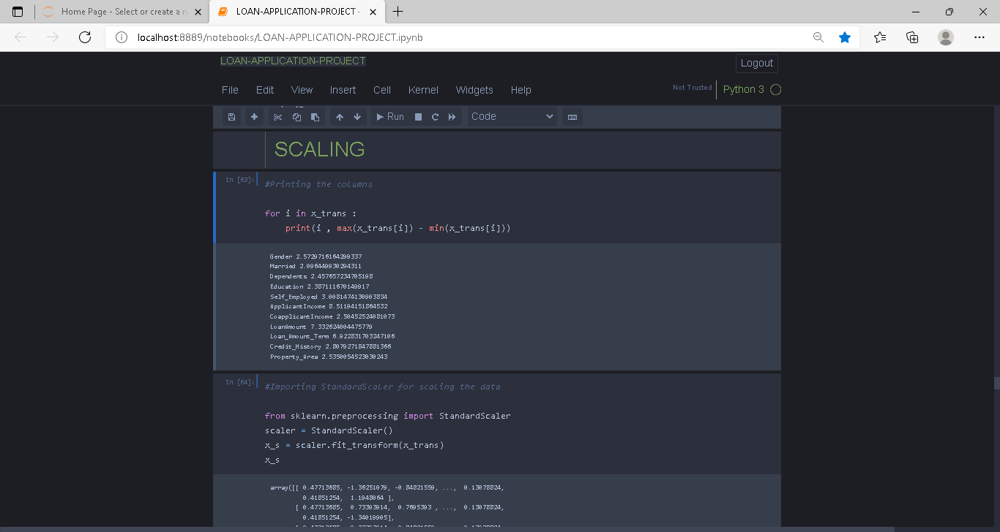 Home Page - Select or create a n
LOAN-APPLICATION-PROJECT -
localhost:8889/notebooks/LOAN-APPLICATION-PROJECT.ipynb
LOAN-APPLICATION-PROJECT
Logout
File Edit View Insert Cell Kernel Widgets Help
Not Trusted
Python 3
Run
Code
SCALING
In [63]:
#Printing the columns
for i in x_trans :
    print(i , max(x_trans[i]) - min(x_trans[i]))
Gender 2.5729716164299337
Married 2.096449930294311
Dependents 2.457657234705198
Education 2.387111670149917
Self_Employed 3.0081474130903834
ApplicantIncome 8.51194151864532
CoapplicantIncome 2.50452524081073
LoanAmount 7.332624004475779
Loan_Amount_Term 6.922831703247106
Credit_History 2.8079271847881366
Property_Area 2.5350054523030243
In [64]:
#Importing StandardScaler for scaling the data
from sklearn.preprocessing import StandardScaler
scaler = StandardScaler()
x_s = scaler.fit_transform(x_trans)
x_s
array([[ 0.47713685, -1.36251079, -0.84821559, ...,  0.13078824,
         0.41851254,  1.1948064 ],
       [ 0.47713685,  0.73393914,  0.7695393 , ...,  0.13078824,
         0.41851254, -1.34019905],